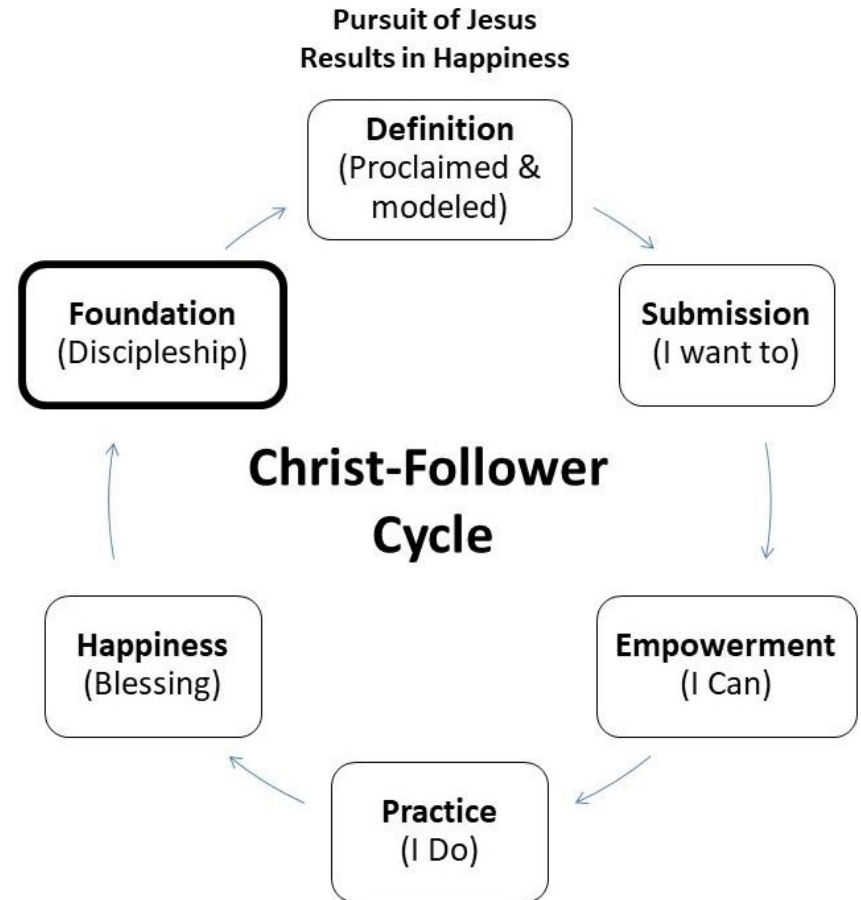 Pursuit of Jesus
Results in Happiness
Definition
(Proclaimed &
modeled)
Submission
(I want to)
Empowerment
(I Can)
Practice
(I Do)
Happiness
(Blessing)
Foundation
(Discipleship)
Christ-Follower
Cycle